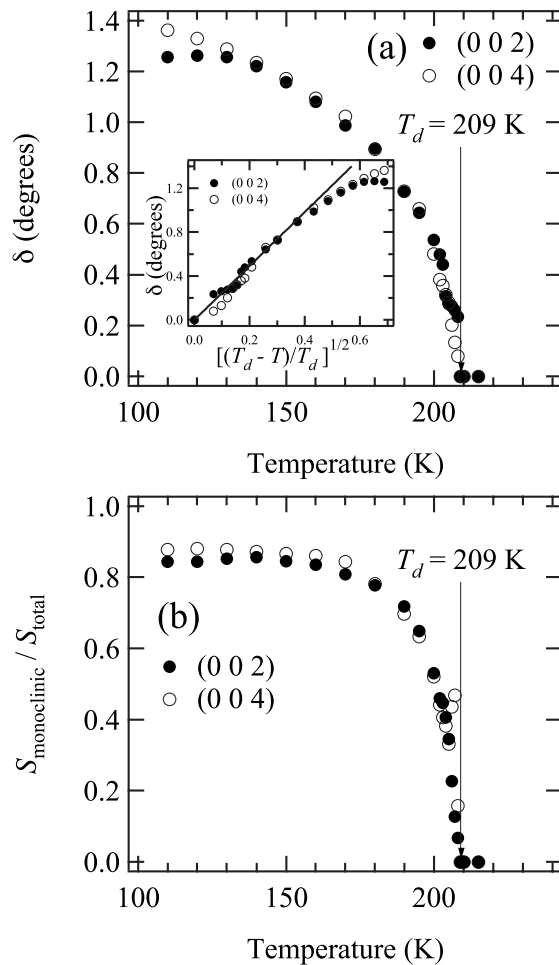 1.4
1.2
1.0
0.8
0.6
0.4
0.2
0.0
δ (degrees)
(a)
(0 0 2)
(0 0 4)
T_d = 209 K
1.2
0.8
0.4
0.0
δ (degrees)
(0 0 2)
(0 0 4)
0.0 0.2 0.4 0.6
[(T_d - T)/T_d]^1/2
100 150 200
Temperature (K)
1.0
0.8
0.6
0.4
0.2
0.0
S_monoclinic / S_total
T_d = 209 K
(b)
(0 0 2)
(0 0 4)
100 150 200
Temperature (K)